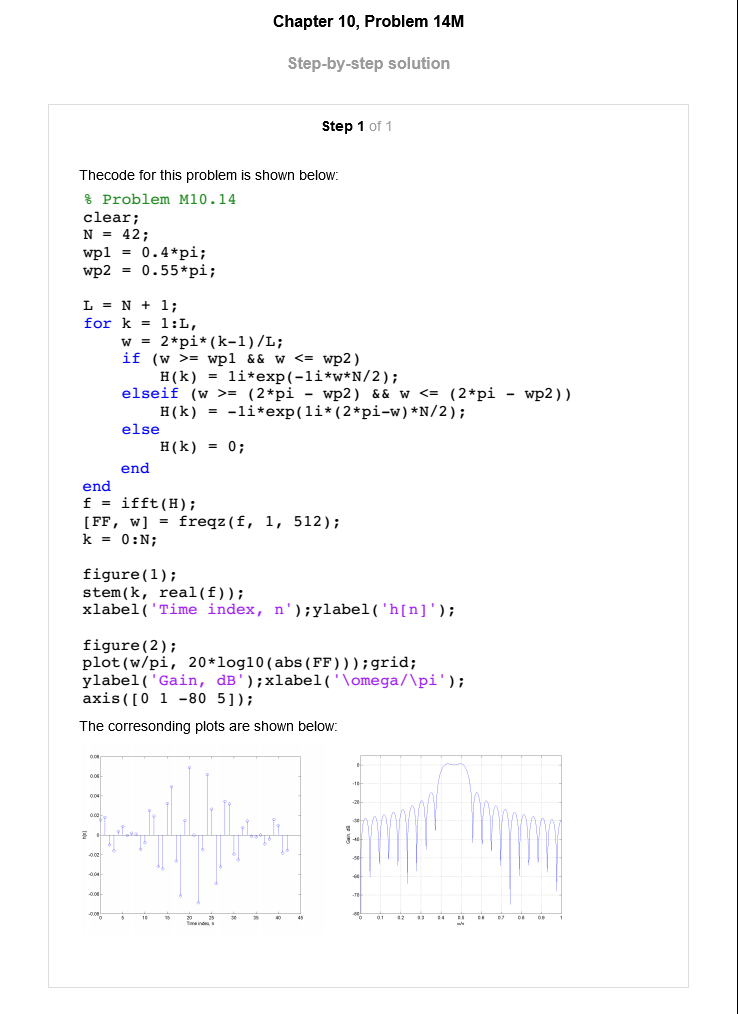 Chapter 10, Problem 14M
Step-by-step solution
Step 1 of 1
Thecode for this problem is shown below:
% Problem M10.14
clear;
N = 42;
wp1 = 0.4*pi;
wp2 = 0.55*pi;
L = N + 1;
for k = 1:L,
w = 2*pi*(k-1)/L;
if (w >= wp1 && w <= wp2)
H(k) = 1i*exp(-1i*w*N/2);
elseif (w >= (2*pi - wp2) && w <= (2*pi - wp2))
H(k) = -1i*exp(1i*(2*pi-w)*N/2);
else
H(k) = 0;
end
end
f = ifft(H);
[FF, w] = freqz(f, 1, 512);
k = 0:N;
figure(1);
stem(k, real(f));
xlabel('Time index, n');ylabel('h[n]');
figure(2);
plot(w/pi, 20*log10(abs(FF)));grid;
ylabel('Gain, dB');xlabel('\omega/\pi');
axis([0 1 -80 5]);
The corresonding plots are shown below:
0.08
0.06
0.04
0.02
0
-0.02
-0.04
-0.06
-0.08
h[n]
0 5 10 15 20 25 30 35 40 45
Time index, n
0
-10
-20
-30
-40
-50
-60
-70
-80
Gain, dB
0 0.1 0.2 0.3 0.4 0.5 0.6 0.7 0.8 0.9 1
ω/π